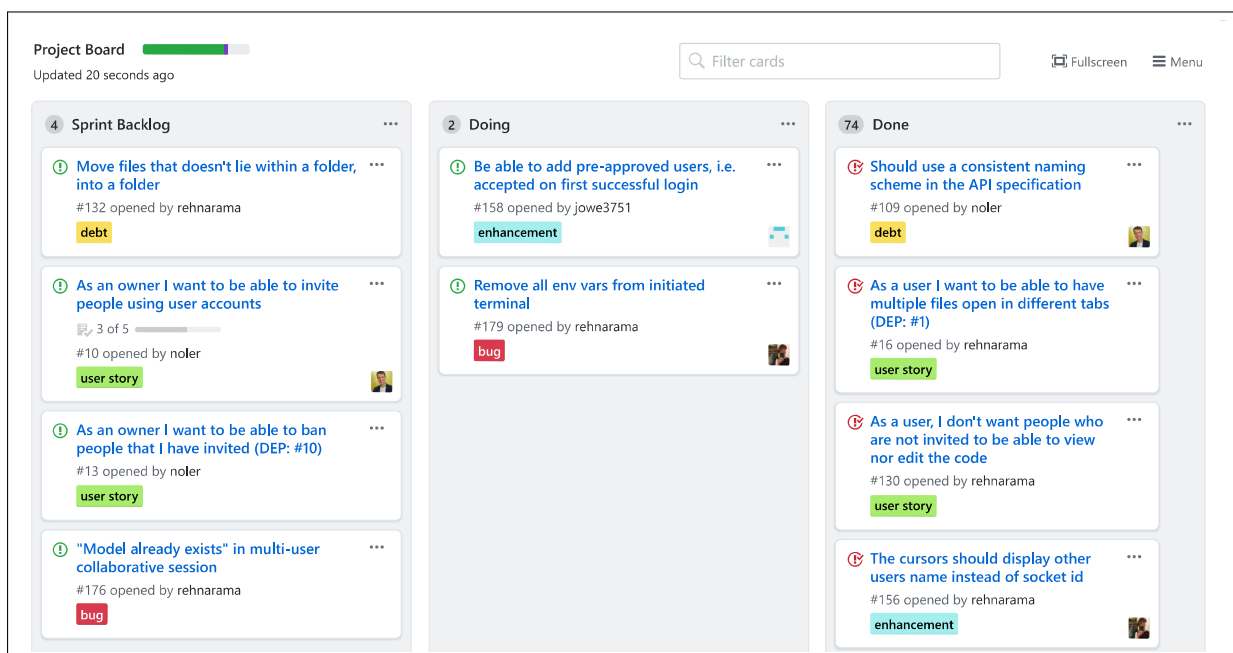 Project Board
Updated 20 seconds ago
Filter cards
Fullscreen
Menu
4 Sprint Backlog
Move files that doesn't lie within a folder,
into a folder
#132 opened by rehnarama
debt
As an owner I want to be able to invite
people using user accounts
3 of 5
#10 opened by noler
user story
As an owner I want to be able to ban
people that I have invited (DEP: #10)
#13 opened by noler
user story
"Model already exists" in multi-user
collaborative session
#176 opened by rehnarama
bug
2 Doing
Be able to add pre-approved users, i.e.
accepted on first successful login
#158 opened by jowe3751
enhancement
Remove all env vars from initiated
terminal
#179 opened by rehnarama
bug
74 Done
Should use a consistent naming
scheme in the API specification
#109 opened by noler
debt
As a user I want to be able to have
multiple files open in different tabs
(DEP: #1)
#16 opened by rehnarama
user story
As a user, I don't want people who
are not invited to be able to view
nor edit the code
#130 opened by rehnarama
user story
The cursors should display other
users name instead of socket id
#156 opened by rehnarama
enhancement